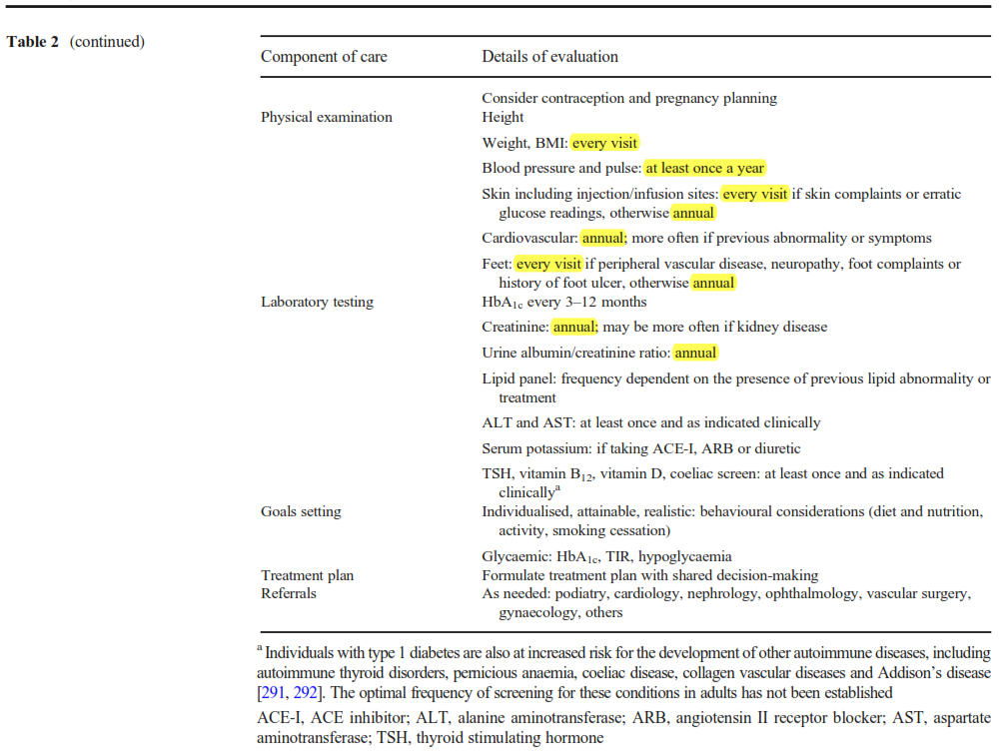 Table 2 (continued)
Component of care Details of evaluation
Consider contraception and pregnancy planning
Physical examination Height
Weight, BMI: every visit
Blood pressure and pulse: at least once a year
Skin including injection/infusion sites: every visit if skin complaints or erratic
glucose readings, otherwise annual
Cardiovascular: annual; more often if previous abnormality or symptoms
Feet: every visit if peripheral vascular disease, neuropathy, foot complaints or
history of foot ulcer, otherwise annual
Laboratory testing HbA1c every 3–12 months
Creatinine: annual; may be more often if kidney disease
Urine albumin/creatinine ratio: annual
Lipid panel: frequency dependent on the presence of previous lipid abnormality or
treatment
ALT and AST: at least once and as indicated clinically
Serum potassium: if taking ACE-I, ARB or diuretic
TSH, vitamin B12, vitamin D, coeliac screen: at least once and as indicated
clinicallya
Goals setting Individualised, attainable, realistic: behavioural considerations (diet and nutrition,
activity, smoking cessation)
Glycaemic: HbA1c, TIR, hypoglycaemia
Treatment plan Formulate treatment plan with shared decision-making
Referrals As needed: podiatry, cardiology, nephrology, ophthalmology, vascular surgery,
gynaecology, others
a Individuals with type 1 diabetes are also at increased risk for the development of other autoimmune diseases, including
autoimmune thyroid disorders, pernicious anaemia, coeliac disease, collagen vascular diseases and Addison’s disease
[291, 292]. The optimal frequency of screening for these conditions in adults has not been established
ACE-I, ACE inhibitor; ALT, alanine aminotransferase; ARB, angiotensin II receptor blocker; AST, aspartate
aminotransferase; TSH, thyroid stimulating hormone